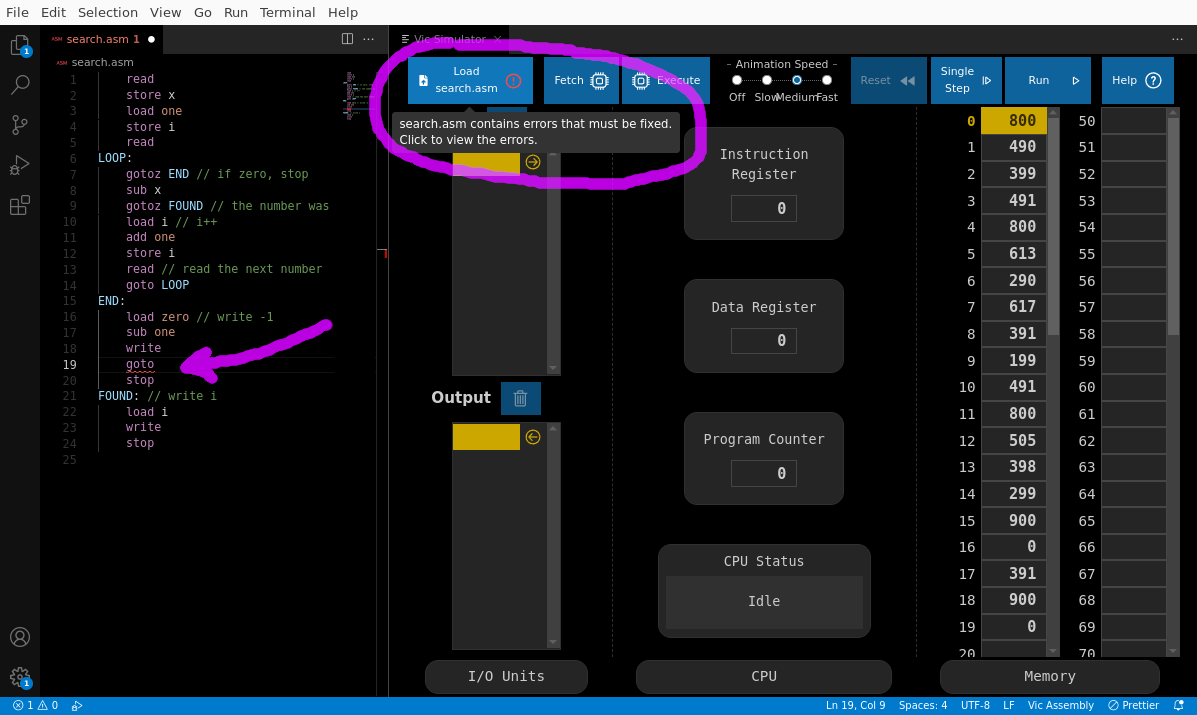 File Edit Selection View Go Run Terminal Help
search.asm 1
Vic Simulator
search.asm
1 read
2 store x
3 load one
4 store i
5 read
6 LOOP:
7 gotoz END // if zero, stop
8 sub x
9 gotoz FOUND // the number was
10 load i // i++
11 add one
12 store i
13 read // read the next number
14 goto LOOP
15 END:
16 load zero // write -1
17 sub one
18 write
19 goto
20 stop
21 FOUND: // write i
22 load i
23 write
24 stop
25
Load search.asm
Fetch
Execute
Animation Speed
Off Slow Medium Fast
Reset
Single Step
Run
Help
search.asm contains errors that must be fixed.
Click to view the errors.
Output
I/O Units
Instruction Register
0
Data Register
0
Program Counter
0
CPU Status
Idle
CPU
0 800 50
1 490 51
2 399 52
3 491 53
4 800 54
5 613 55
6 290 56
7 617 57
8 391 58
9 199 59
10 491 60
11 800 61
12 505 62
13 398 63
14 299 64
15 900 65
16 0 66
17 391 67
18 900 68
19 0 69
20 70
Memory
1
1
1 0
Ln 19, Col 9 Spaces: 4 UTF-8 LF Vic Assembly Prettier